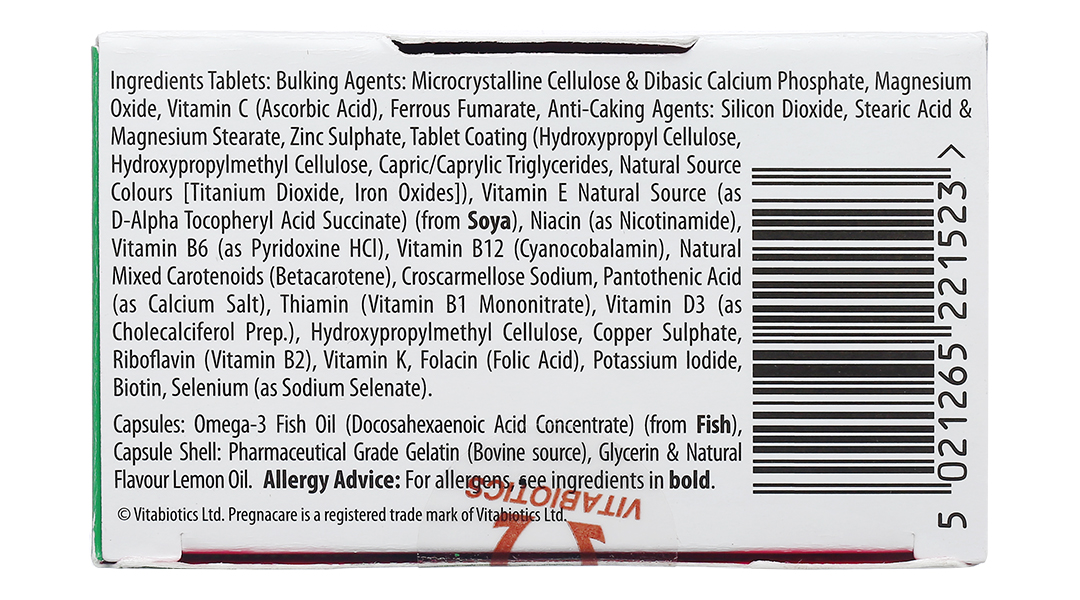 Ingredients Tablets: Bulking Agents: Microcrystalline Cellulose & Dibasic Calcium Phosphate, Magnesium
Oxide, Vitamin C (Ascorbic Acid), Ferrous Fumarate, Anti-Caking Agents: Silicon Dioxide, Stearic Acid &
Magnesium Stearate, Zinc Sulphate, Tablet Coating (Hydroxypropyl Cellulose,
Hydroxypropylmethyl Cellulose, Capric/Caprylic Triglycerides, Natural Source
Colours [Titanium Dioxide, Iron Oxides]), Vitamin E Natural Source (as
D-Alpha Tocopheryl Acid Succinate) (from Soya), Niacin (as Nicotinamide),
Vitamin B6 (as Pyridoxine HCl), Vitamin B12 (Cyanocobalamin), Natural
Mixed Carotenoids (Betacarotene), Croscarmellose Sodium, Pantothenic Acid
(as Calcium Salt), Thiamin (Vitamin B1 Mononitrate), Vitamin D3 (as
Cholecalciferol Prep.), Hydroxypropylmethyl Cellulose, Copper Sulphate,
Riboflavin (Vitamin B2), Vitamin K, Folacin (Folic Acid), Potassium Iodide,
Biotin, Selenium (as Sodium Selenate).
Capsules: Omega-3 Fish Oil (Docosahexaenoic Acid Concentrate) (from Fish),
Capsule Shell: Pharmaceutical Grade Gelatin (Bovine source), Glycerin & Natural
Flavour Lemon Oil. Allergy Advice: For allergens, see ingredients in bold.
© Vitabiotics Ltd. Pregnacare is a registered trade mark of Vitabiotics Ltd.
VITABIOTICS
5 021265 221523 >